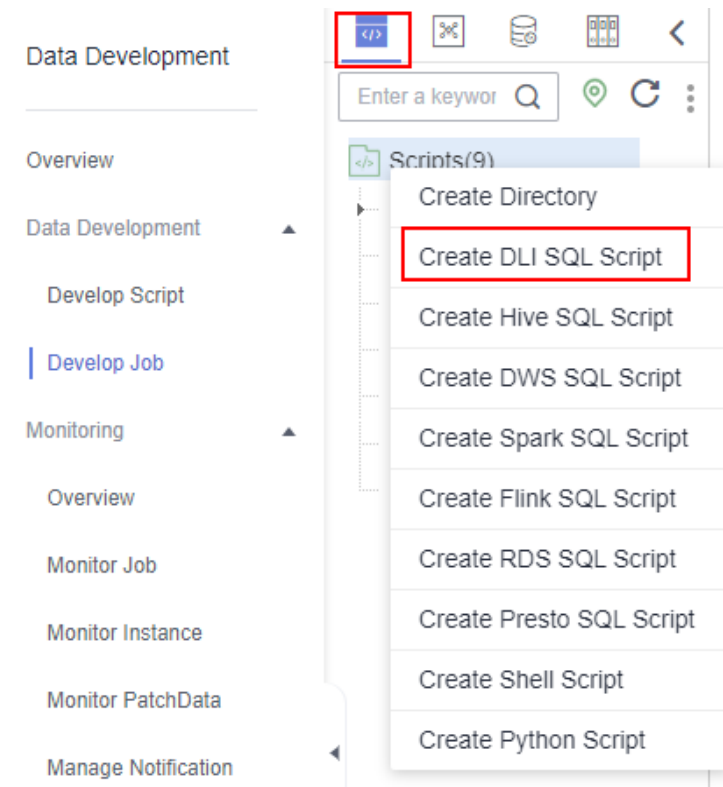 Data Development
Overview
Data Development
Develop Script
Develop Job
Monitoring
Overview
Monitor Job
Monitor Instance
Monitor PatchData
Manage Notification
</>
Enter a keywor
</> Scripts(9)
Create Directory
Create DLI SQL Script
Create Hive SQL Script
Create DWS SQL Script
Create Spark SQL Script
Create Flink SQL Script
Create RDS SQL Script
Create Presto SQL Script
Create Shell Script
Create Python Script